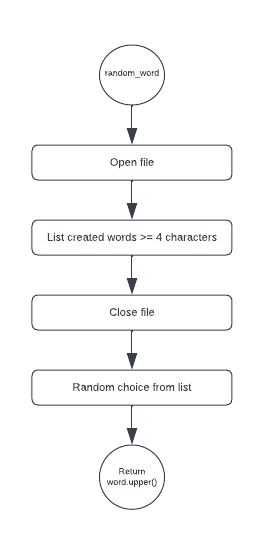 random_word
Open file
List created words >= 4 characters
Close file
Random choice from list
Return
word.upper()